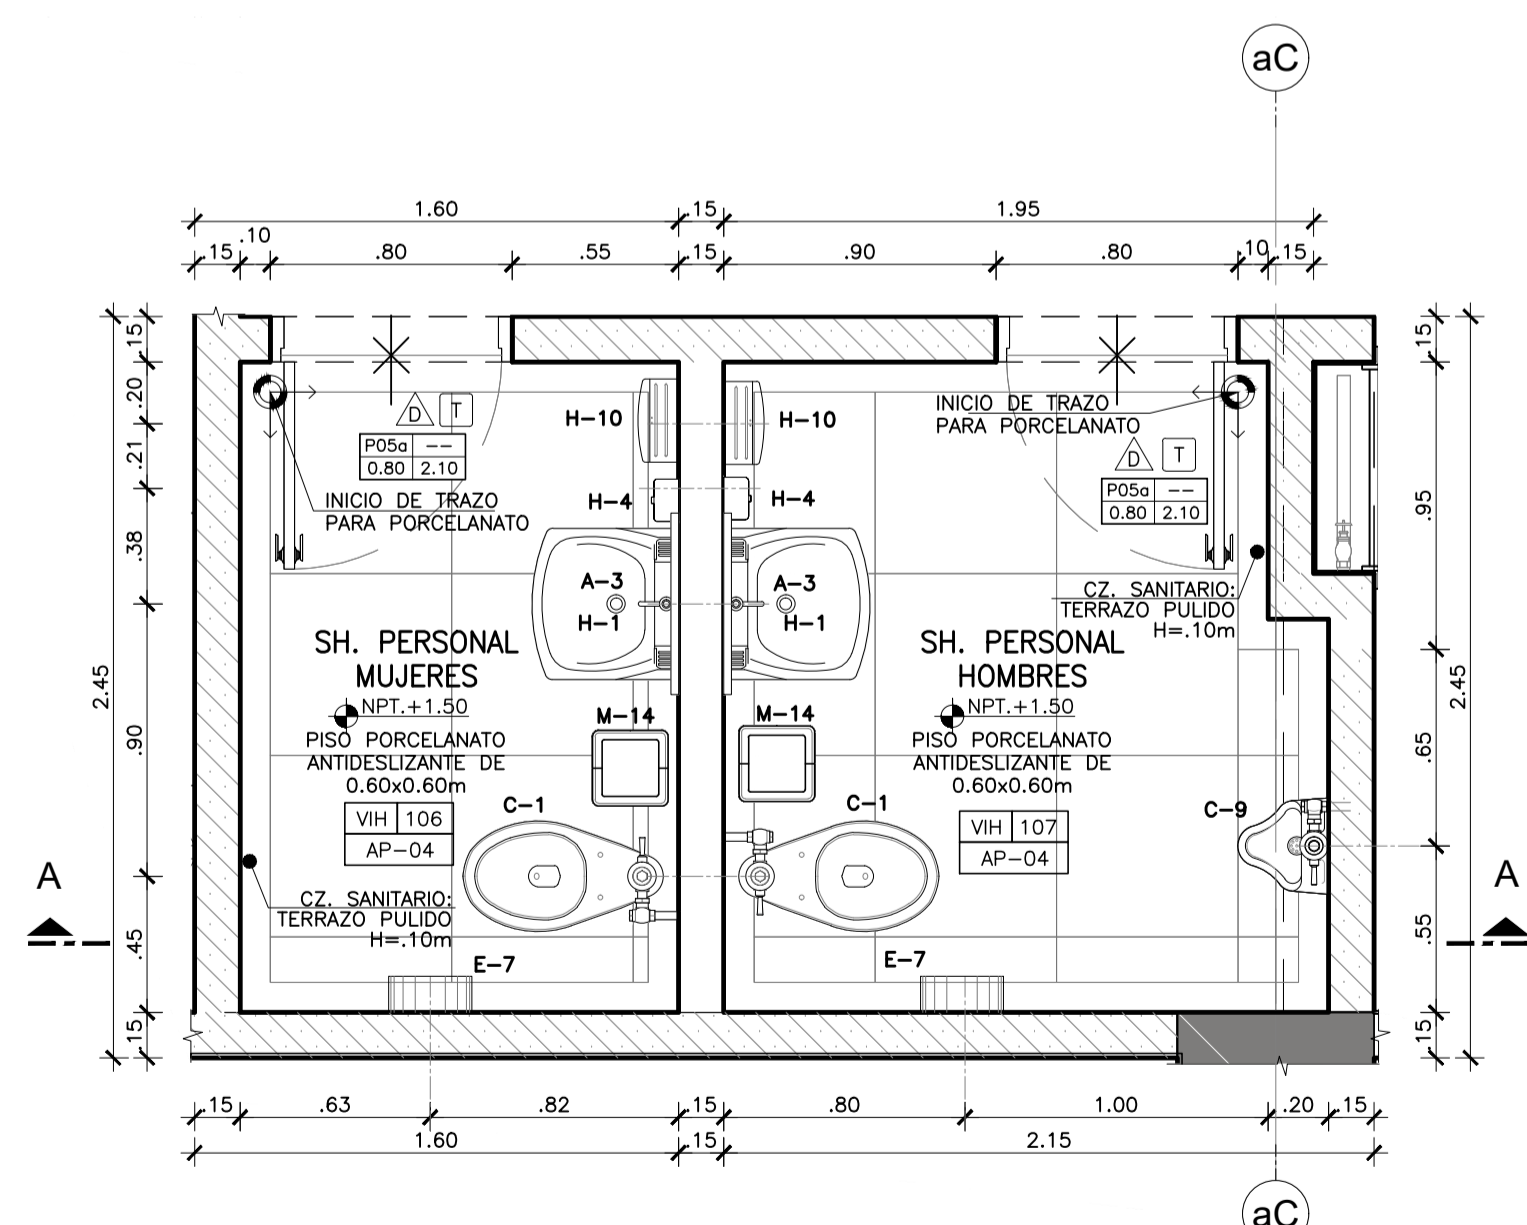 aC
1.60
.15
1.95
.15
.10
.80
.55
.15
.90
.80
.10
.15
.15
.20
.21
.38
.90
.45
.15
2.45
.15
.95
.65
.55
.15
2.45
H-10
H-10
INICIO DE TRAZO
PARA PORCELANATO
D
T
P05a --
0.80 2.10
INICIO DE TRAZO
PARA PORCELANATO
D
T
P05a --
0.80 2.10
H-4
H-4
A-3
H-1
A-3
H-1
CZ. SANITARIO:
TERRAZO PULIDO
H=.10m
SH. PERSONAL
MUJERES
NPT.+1.50
PISO PORCELANATO
ANTIDESLIZANTE DE
0.60x0.60m
VIH 106
AP-04
SH. PERSONAL
HOMBRES
NPT.+1.50
PISO PORCELANATO
ANTIDESLIZANTE DE
0.60x0.60m
VIH 107
AP-04
M-14
M-14
C-1
C-1
C-9
A
A
CZ. SANITARIO:
TERRAZO PULIDO
H=.10m
E-7
E-7
.15
.63
.82
.15
.80
1.00
.20
.15
1.60
.15
2.15
aC